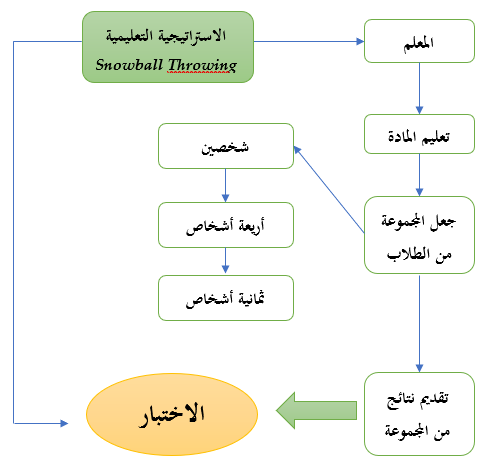 الاستراتيجية التعليمية
Snowball Throwing
المعلم
تعليم المادة
جعل المجموعة
من الطلاب
شخصين
أربعة أشخاص
ثمانية أشخاص
تقديم نتائج
من المجموعة
الاختبار